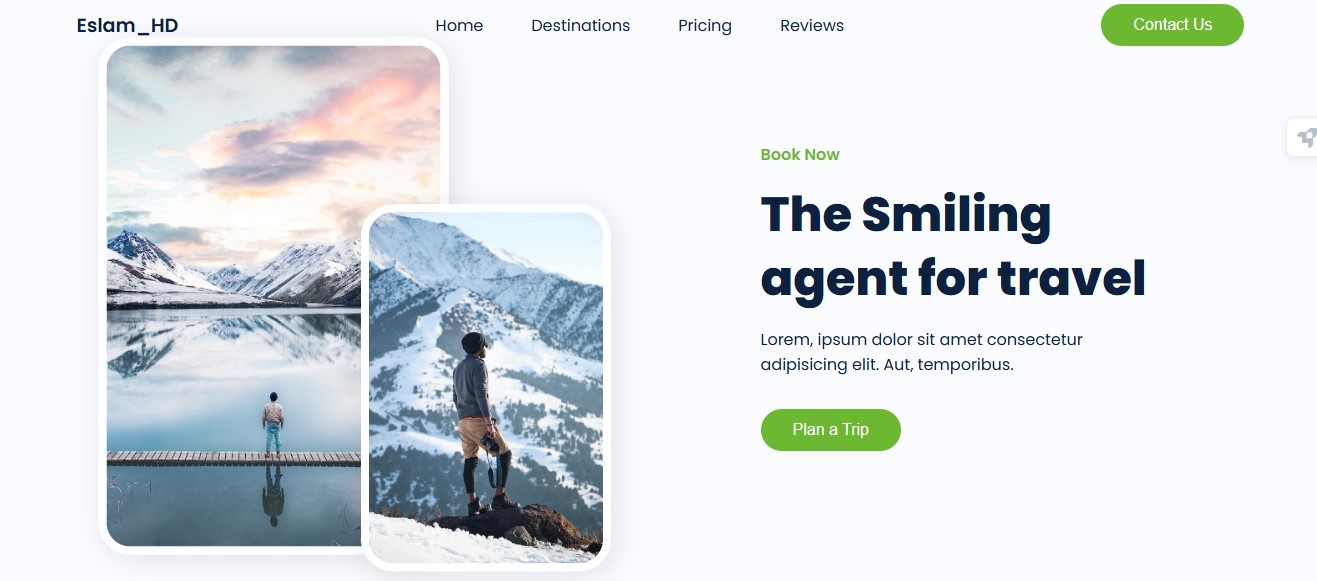 Eslam_HD
Home
Destinations
Pricing
Reviews
Contact Us
Book Now
The Smiling
agent for travel
Lorem, ipsum dolor sit amet consectetur
adipisicing elit. Aut, temporibus.
Plan a Trip